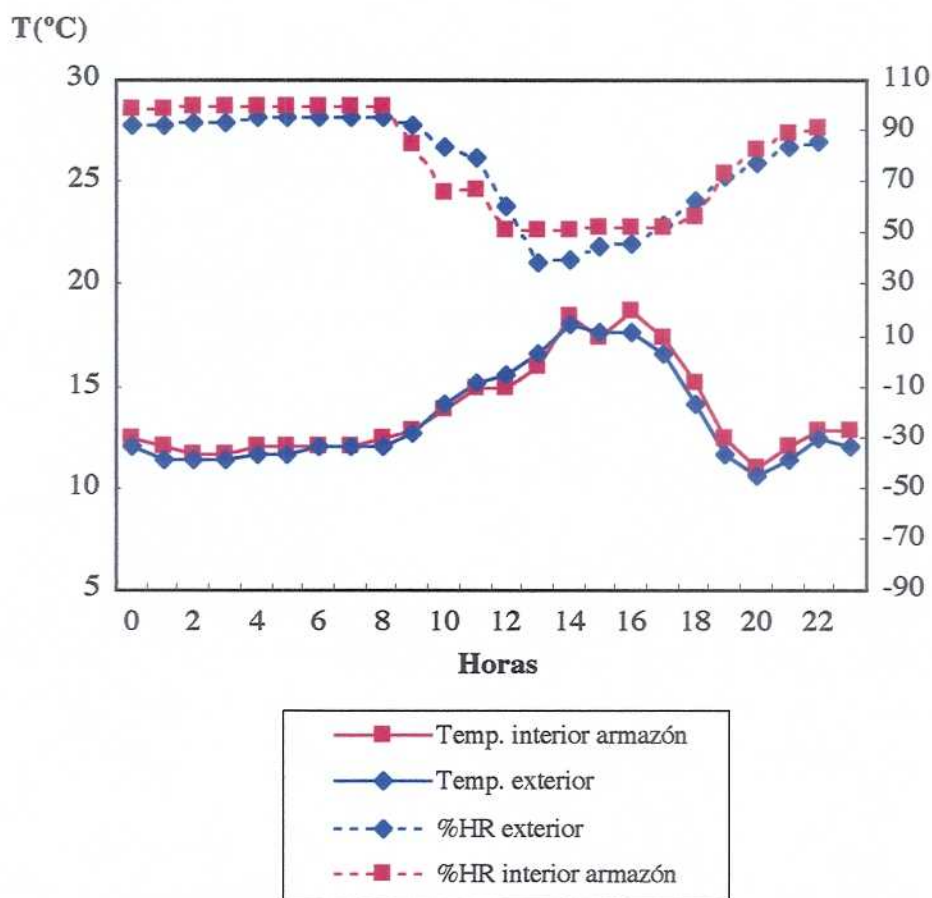 T(ºC)
30 110
90
25 70
50
20 30
10
15 -10
-30
10 -50
-70
5 -90
0 2 4 6 8 10 12 14 16 18 20 22
Horas
Temp. interior armazón
Temp. exterior
%HR exterior
%HR interior armazón